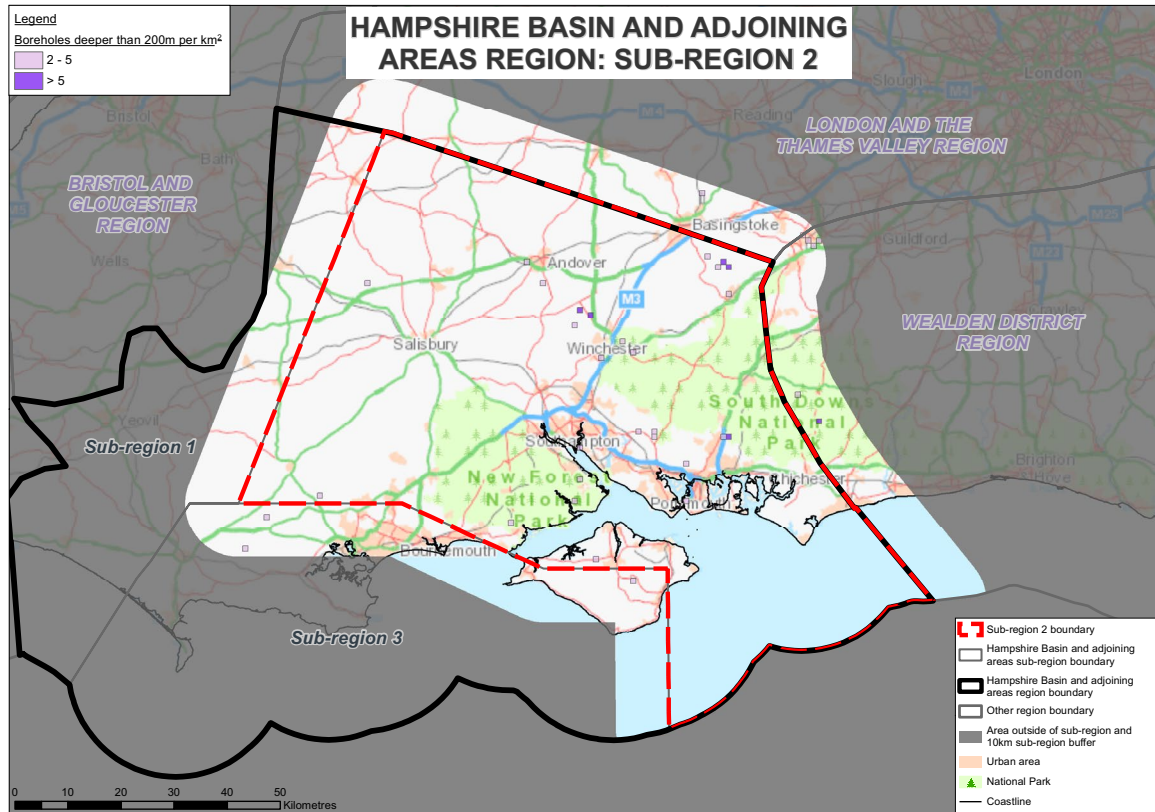 Legend
Boreholes deeper than 200m per km²
2 - 5
> 5
HAMPSHIRE BASIN AND ADJOINING
AREAS REGION: SUB-REGION 2
London
Slough
M4
M4
Reading
Bristol
Bath
LONDON AND THE
THAMES VALLEY REGION
BRISTOL AND
GLOUCESTER
REGION
M5
M25
Basingstoke
Guildford
M23
Wells
Andover
M3
Crawley
WEALDEN DISTRICT
REGION
Salisbury
Winchester
Yeovil
Sub-region 1
South Downs
National
Park
Southampton
Brighton
Hove
New Forest
National
Park
Chichester
Portsmouth
Bournemouth
Sub-region 3
Sub-region 2 boundary
Hampshire Basin and adjoining
areas sub-region boundary
Hampshire Basin and adjoining
areas region boundary
Other region boundary
Area outside of sub-region and
10km sub-region buffer
Urban area
National Park
Coastline
0 10 20 30 40 50
Kilometres